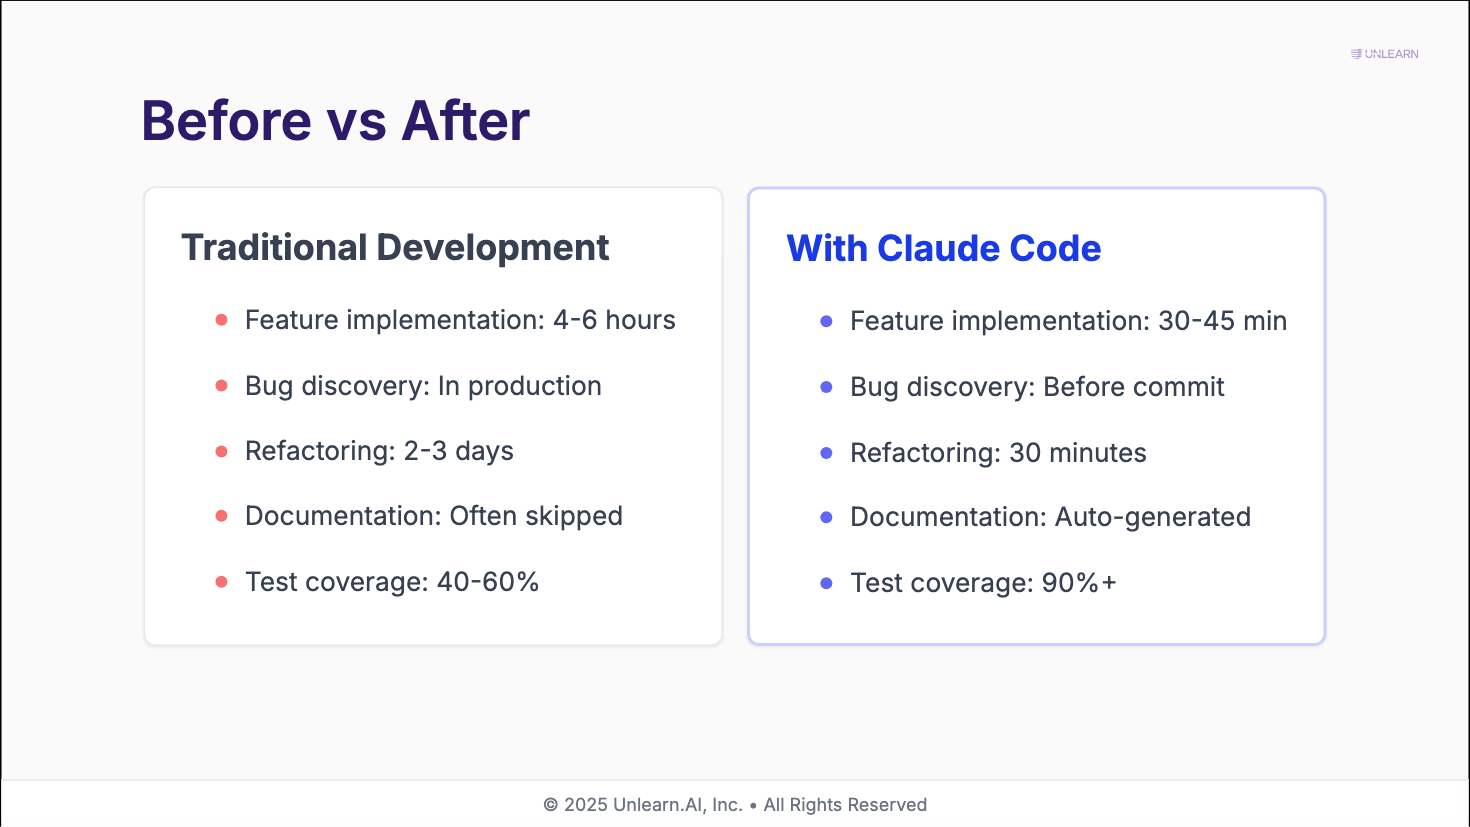 UNLEARN
Before vs After
Traditional Development
Feature implementation: 4-6 hours
Bug discovery: In production
Refactoring: 2-3 days
Documentation: Often skipped
Test coverage: 40-60%
With Claude Code
Feature implementation: 30-45 min
Bug discovery: Before commit
Refactoring: 30 minutes
Documentation: Auto-generated
Test coverage: 90%+
© 2025 Unlearn.AI, Inc. • All Rights Reserved